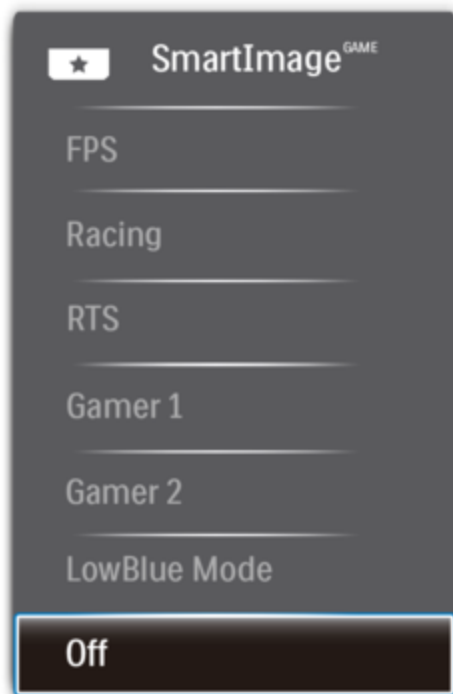 SmartImage GAME
FPS
Racing
RTS
Gamer 1
Gamer 2
LowBlue Mode
Off